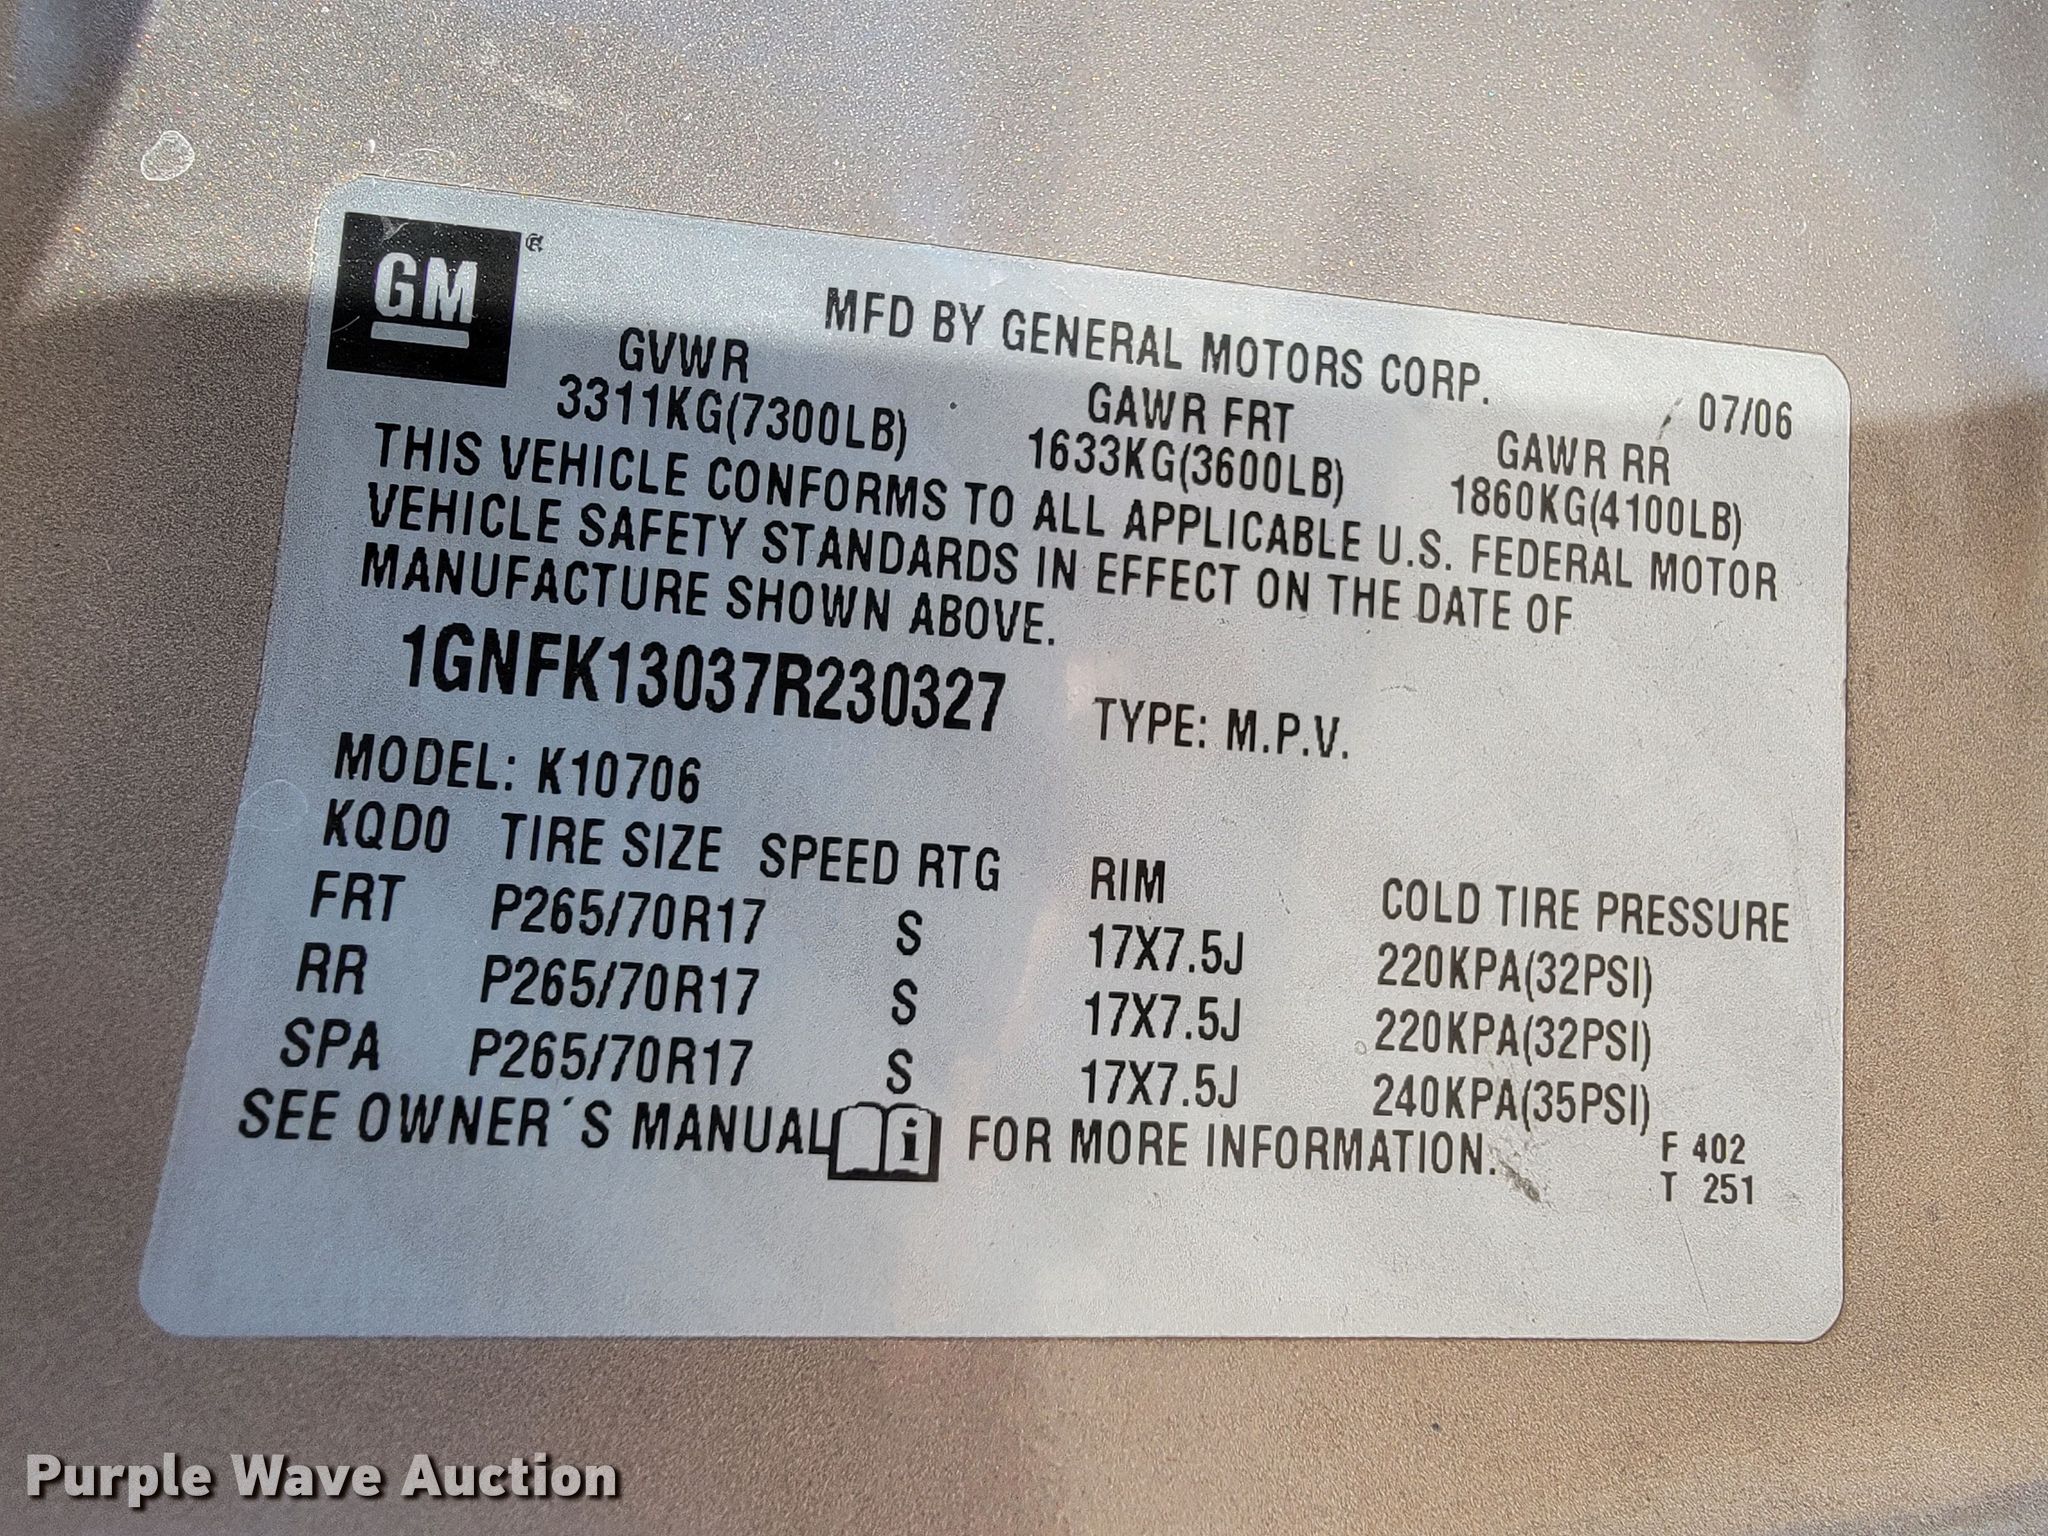 GM®
MFD BY GENERAL MOTORS CORP.
07/06
GVWR GAWR FRT GAWR RR
3311KG(7300LB) 1633KG(3600LB) 1860KG(4100LB)
THIS VEHICLE CONFORMS TO ALL APPLICABLE U.S. FEDERAL MOTOR
VEHICLE SAFETY STANDARDS IN EFFECT ON THE DATE OF
MANUFACTURE SHOWN ABOVE.
1GNFK13037R230327 TYPE: M.P.V.
MODEL: K10706
KQD0 TIRE SIZE SPEED RTG RIM COLD TIRE PRESSURE
FRT P265/70R17 S 17X7.5J 220KPA(32PSI)
RR P265/70R17 S 17X7.5J 220KPA(32PSI)
SPA P265/70R17 S 17X7.5J 240KPA(35PSI)
SEE OWNER´S MANUAL i FOR MORE INFORMATION.
F 402
T 251
Purple Wave Auction